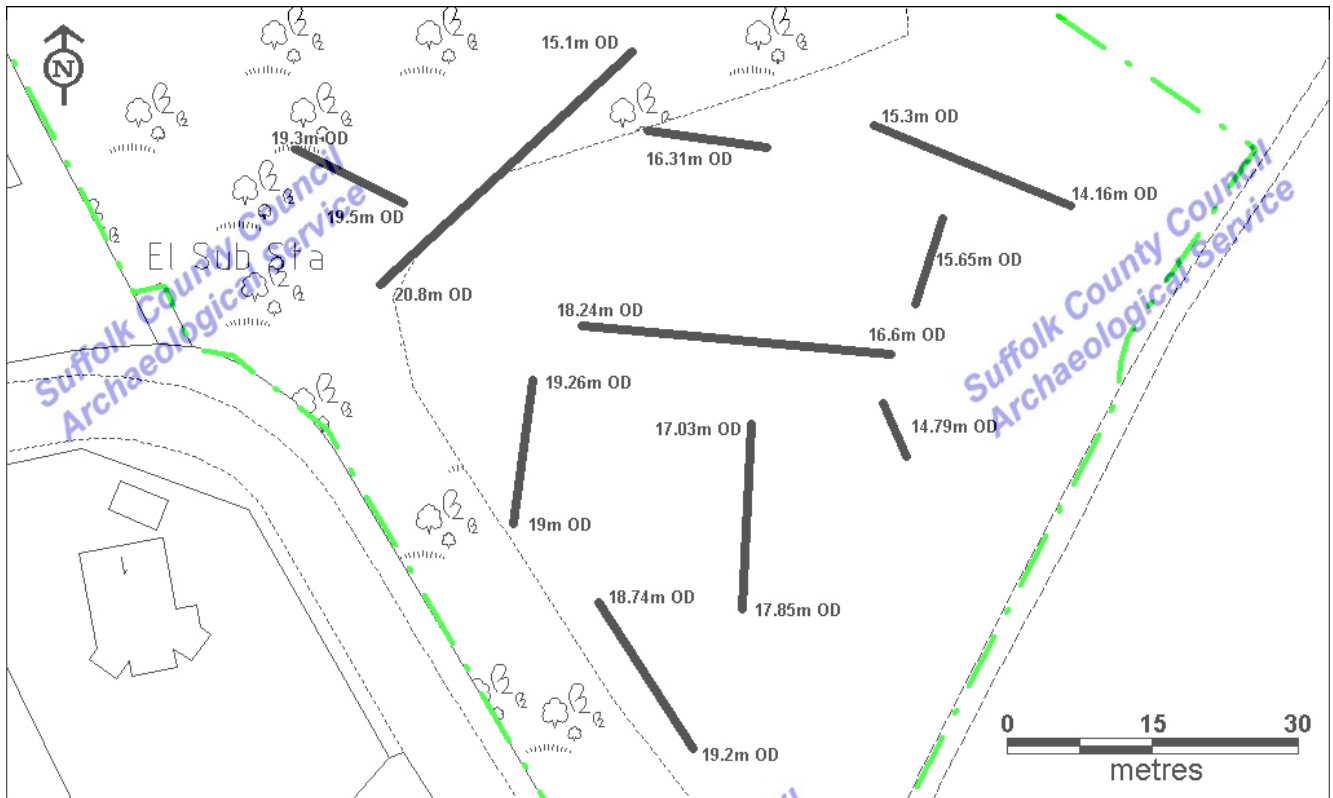 N
15.1m OD
19.3m OD
16.31m OD
15.3m OD
19.5m OD
14.16m OD
El Sub Sta
15.65m OD
20.8m OD
18.24m OD
16.6m OD
19.26m OD
17.03m OD
14.79m OD
19m OD
1
18.74m OD
17.85m OD
19.2m OD
0 15 30
metres
Suffolk County Council
Archaeological Service
Suffolk County Council
Archaeological Service